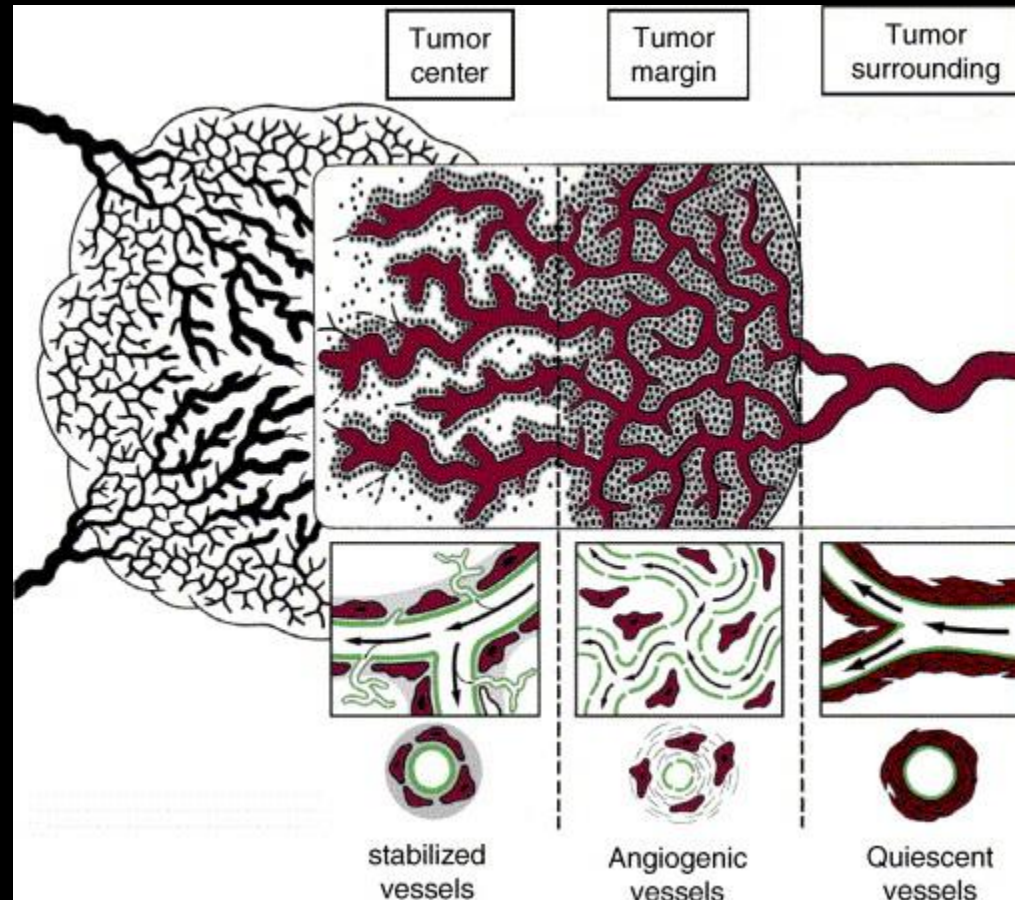 Tumor
center
Tumor
margin
Tumor
surrounding
stabilized
vessels
Angiogenic
vessels
Quiescent
vessels